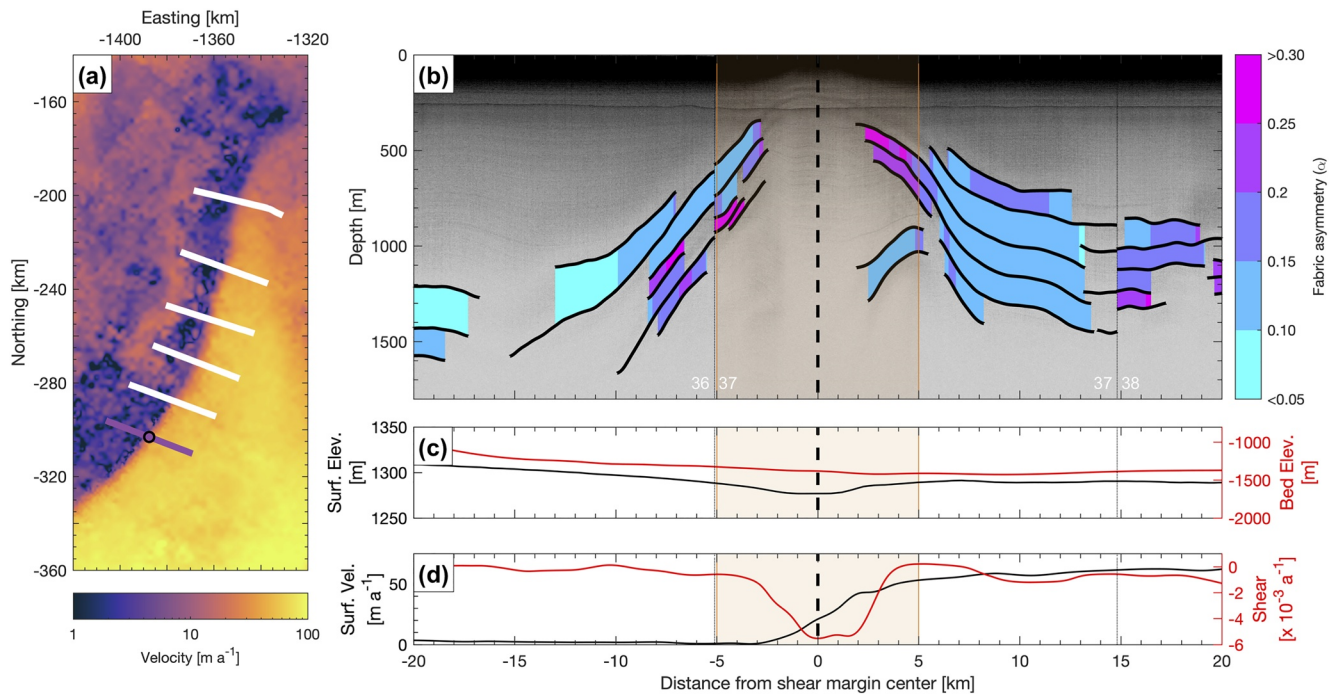 Easting [km]
-1400 -1360 -1320
(a)
-160
-200
-240
-280
-320
-360
Northing [km]
1 10 100
Velocity [m a-1]
(b)
0
500
1000
1500
Depth [m]
36 37
37 38
>0.30
0.25
0.2
0.15
0.10
<0.05
Fabric asymmetry (α)
(c)
1350
1300
1250
Surf. Elev.
[m]
-1000
-1500
-2000
Bed Elev.
[m]
(d)
50
0
Surf. Vel.
[m a-1]
0
-2
-4
-6
Shear
[x 10-3 a-1]
-20 -15 -10 -5 0 5 10 15 20
Distance from shear margin center [km]